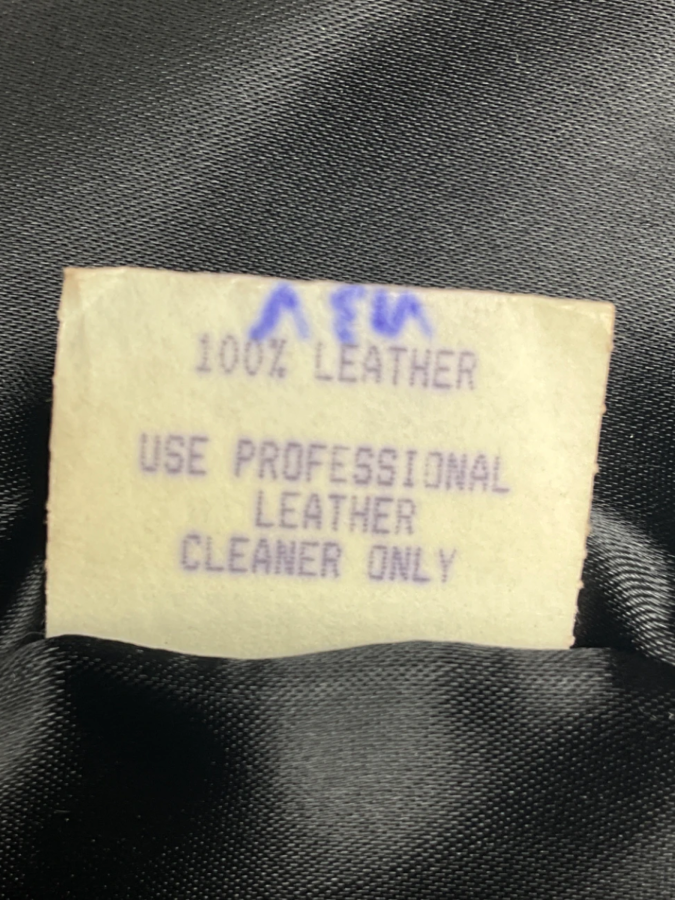 100% LEATHER
USE PROFESSIONAL
LEATHER
CLEANER ONLY